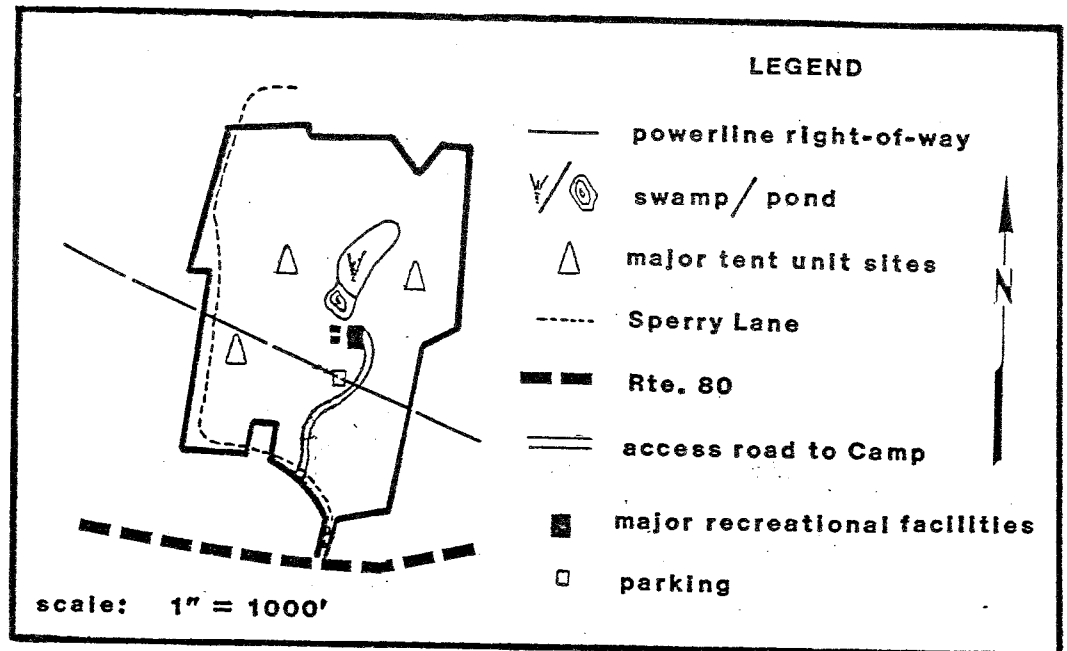 LEGEND
powerline right-of-way
swamp / pond
major tent unit sites
Sperry Lane
Rte. 80
access road to Camp
major recreational facilities
parking
N
scale: 1" = 1000'